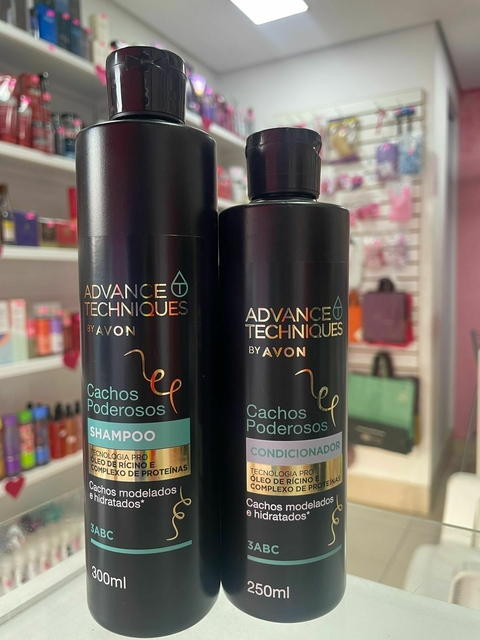 ADVANCE
TECHNIQUES
BY AVON
Cachos
Poderosos
SHAMPOO
TECNOLOGIA PRO
ÓLEO DE RÍCINO E
COMPLEXO DE PROTEÍNAS
Cachos modelados
e hidratados*
3ABC
300ml
ADVANCE
TECHNIQUES
BY AVON
Cachos
Poderosos
CONDICIONADOR
TECNOLOGIA PRO
ÓLEO DE RÍCINO E
COMPLEXO DE PROTEÍNAS
Cachos modelados
e hidratados*
3ABC
250ml